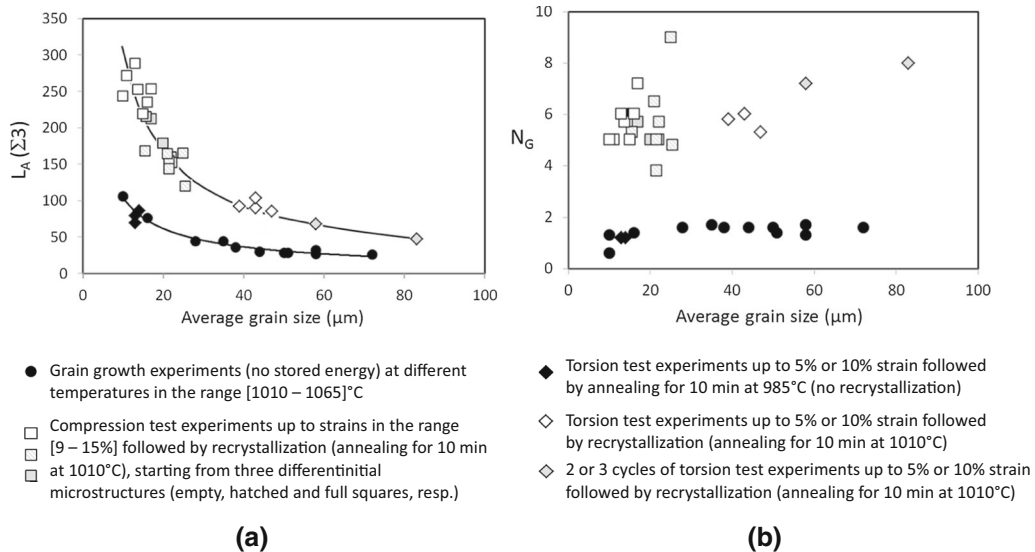 (a)
350
300
250
200
150
100
50
0
L_A (Σ3)
0 20 40 60 80 100
Average grain size (μm)
(b)
10
8
6
4
2
0
N_G
0 20 40 60 80 100
Average grain size (μm)
Grain growth experiments (no stored energy) at different
temperatures in the range [1010 – 1065]°C
Compression test experiments up to strains in the range
[9 – 15%] followed by recrystallization (annealing for 10 min
at 1010°C), starting from three differentinitial
microstructures (empty, hatched and full squares, resp.)
(a)
Torsion test experiments up to 5% or 10% strain followed
by annealing for 10 min at 985°C (no recrystallization)
Torsion test experiments up to 5% or 10% strain followed
by recrystallization (annealing for 10 min at 1010°C)
2 or 3 cycles of torsion test experiments up to 5% or 10% strain
followed by recrystallization (annealing for 10 min at 1010°C)
(b)